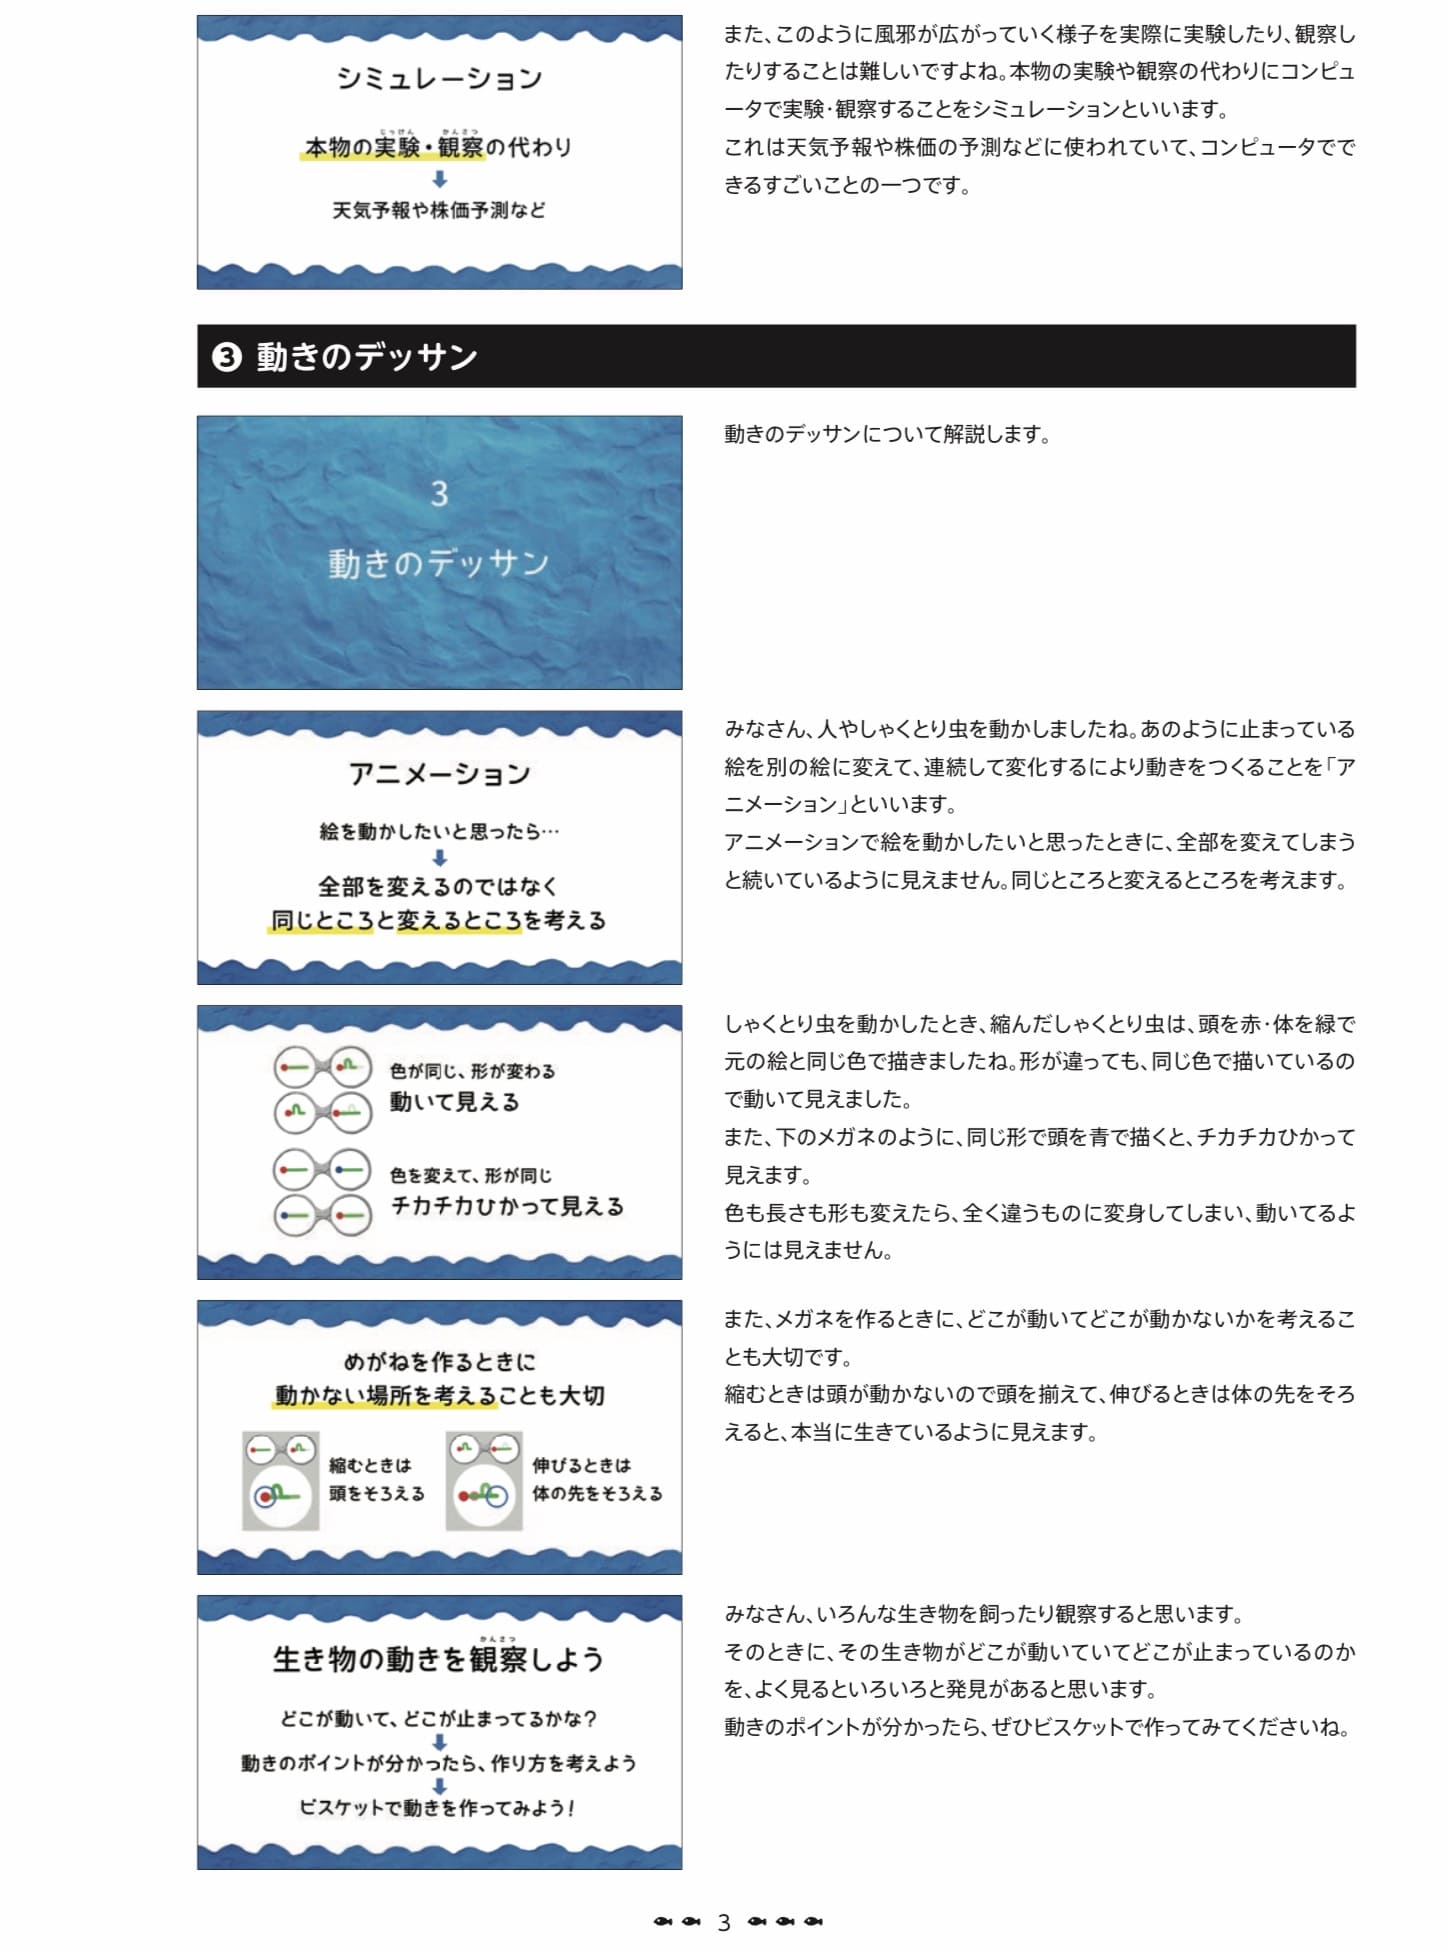 シミュレーション
じっけん かんさつ
本物の実験・観察の代わり
天気予報や株価予測など
また、このように風邪が広がっていく様子を実際に実験したり、観察し
たりすることは難しいですよね。本物の実験や観察の代わりにコンピュ
ータで実験・観察することをシミュレーションといいます。
これは天気予報や株価の予測などに使われていて、コンピュータでで
きるすごいことの一つです。
❸ 動きのデッサン
3
動きのデッサン
動きのデッサンについて解説します。
アニメーション
絵を動かしたいと思ったら…
全部を変えるのではなく
同じところと変えるところを考える
みなさん、人やしゃくとり虫を動かしましたね。あのように止まっている
絵を別の絵に変えて、連続して変化するにより動きをつくることを「ア
ニメーション」といいます。
アニメーションで絵を動かしたいと思ったときに、全部を変えてしまう
と続いているように見えません。同じところと変えるところを考えます。
色が同じ、形が変わる
動いて見える
色を変えて、形が同じ
チカチカひかって見える
しゃくとり虫を動かしたとき、縮んだしゃくとり虫は、頭を赤・体を緑で
元の絵と同じ色で描きましたね。形が違っても、同じ色で描いているの
で動いて見えました。
また、下のメガネのように、同じ形で頭を青で描くと、チカチカひかって
見えます。
色も長さも形も変えたら、全く違うものに変身してしまい、動いてるよ
うには見えません。
めがねを作るときに
動かない場所を考えることも大切
縮むときは
頭をそろえる
伸びるときは
体の先をそろえる
また、メガネを作るときに、どこが動いてどこが動かないかを考えるこ
とも大切です。
縮むときは頭が動かないので頭を揃えて、伸びるときは体の先をそろ
えると、本当に生きているように見えます。
かんさつ
生き物の動きを観察しよう
どこが動いて、どこが止まってるかな？
動きのポイントが分かったら、作り方を考えよう
ビスケットで動きを作ってみよう！
みなさん、いろんな生き物を飼ったり観察すると思います。
そのときに、その生き物がどこが動いていてどこが止まっているのか
を、よく見るといろいろと発見があると思います。
動きのポイントが分かったら、ぜひビスケットで作ってみてくださいね。
3